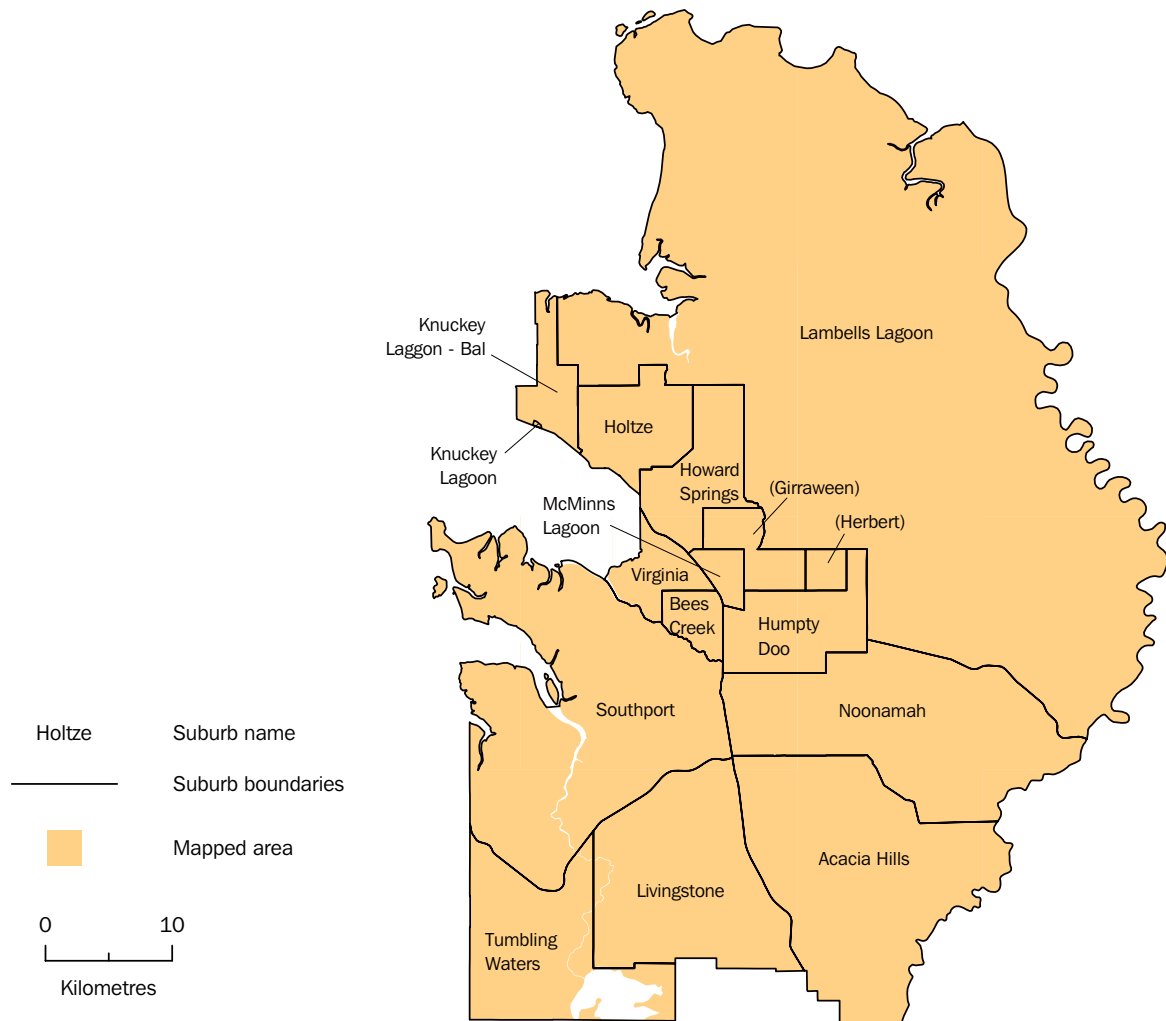 Lambells Lagoon
Knuckey
Laggon - Bal
Holtze
Knuckey
Lagoon
Howard
Springs
(Girraween)
McMinns
Lagoon
(Herbert)
Virginia
Bees
Creek
Humpty
Doo
Southport
Noonamah
Holtze
Suburb name
Suburb boundaries
Mapped area
Acacia Hills
Livingstone
Tumbling
Waters
0 10
Kilometres